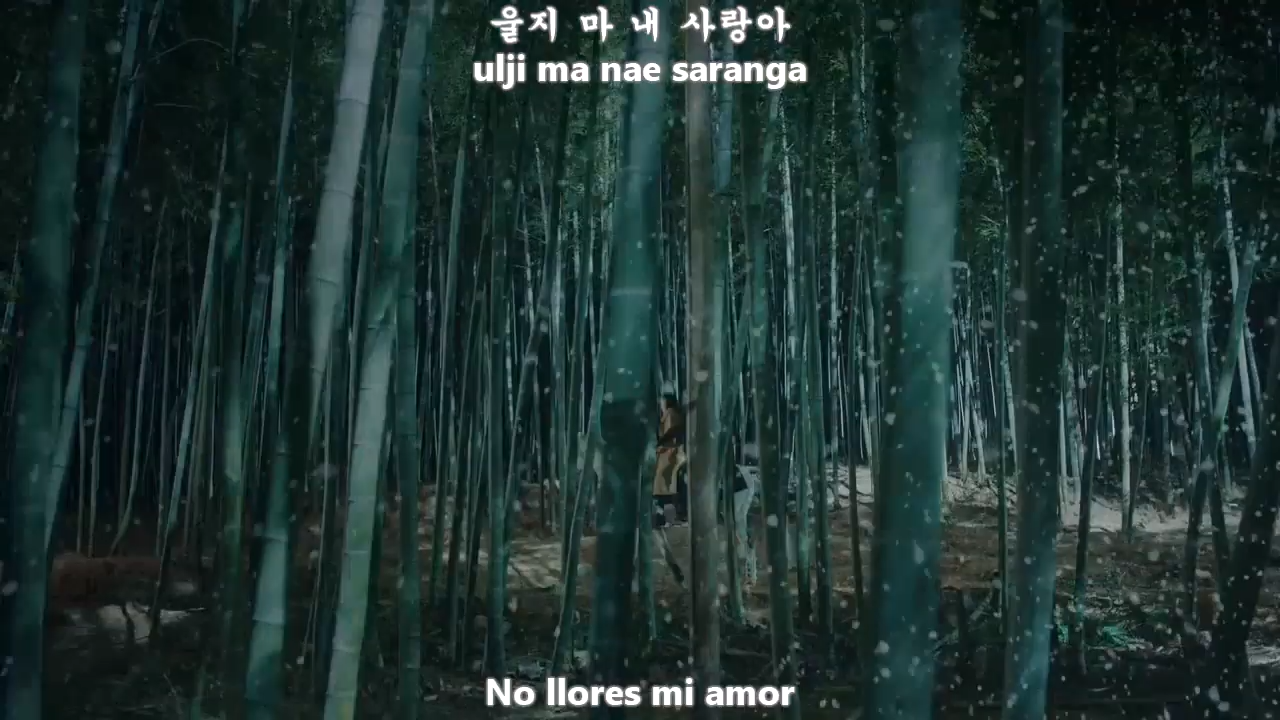 울지 마 내 사랑아
ulji ma nae saranga
No llores mi amor